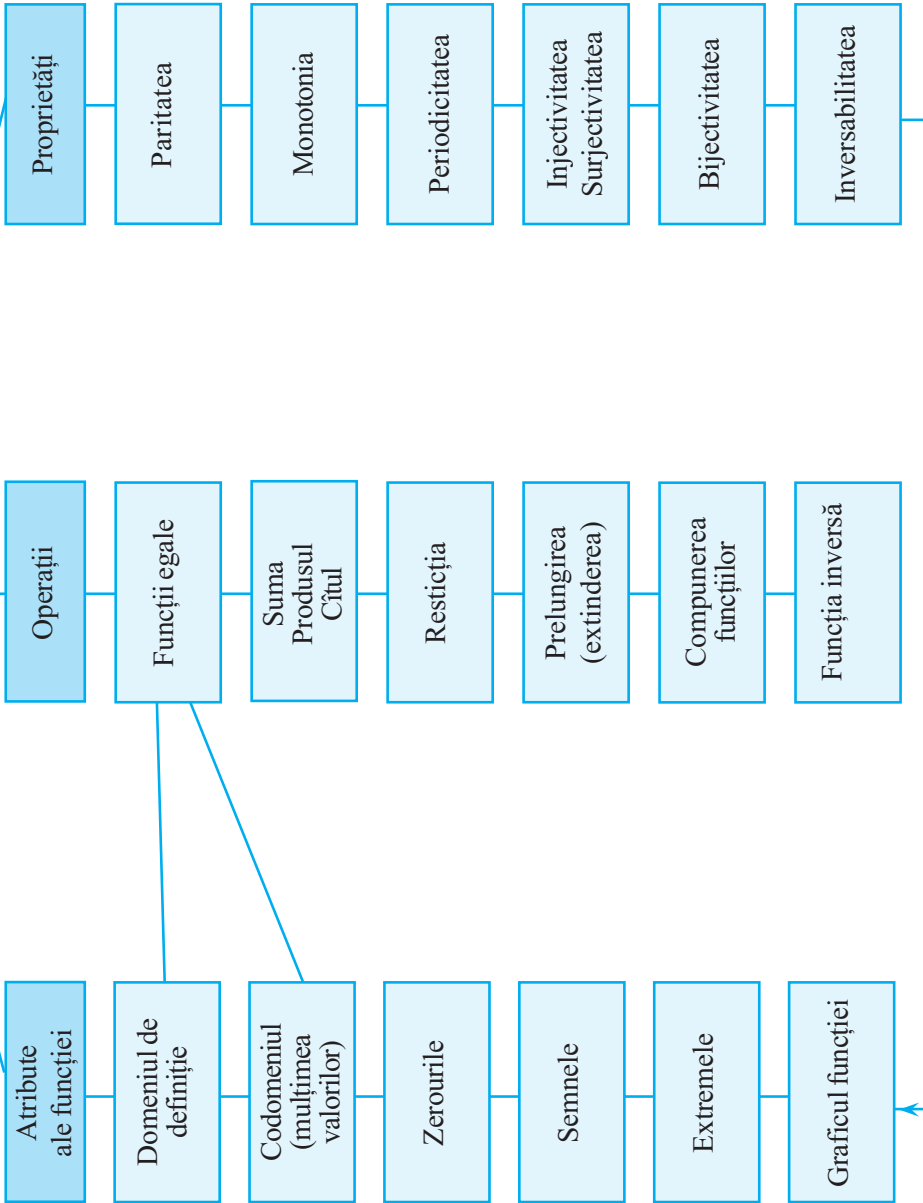 Proprietăți
Paritatea
Monotonia
Periodicitatea
Injectivitatea
Surjectivitatea
Bijectivitatea
Inversabilitatea
Operații
Funcții egale
Suma
Produsul
Cîtul
Resticția
Prelungirea
(extinderea)
Compunerea
funcțiilor
Funcția inversă
Atribute
ale funcției
Domeniul de
definiție
Codomeniul
(mulțimea
valorilor)
Zerourile
Semnele
Extremele
Graficul funcției